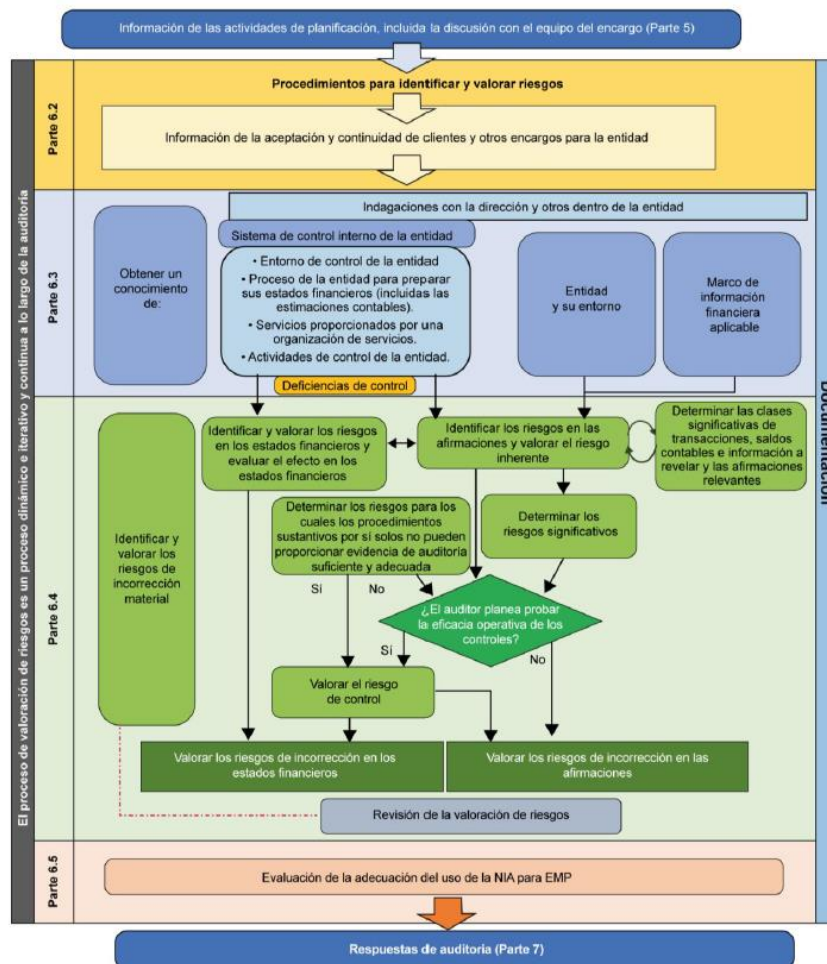 Información de las actividades de planificación, incluida la discusión con el equipo del encargo (Parte 5)
El proceso de valoración de riesgos es un proceso dinámico e iterativo y continua a lo largo de la auditoría
Documentación
Parte 6.2
Procedimientos para identificar y valorar riesgos
Información de la aceptación y continuidad de clientes y otros encargos para la entidad
Parte 6.3
Obtener un
conocimiento
de:
Indagaciones con la dirección y otros dentro de la entidad
Sistema de control interno de la entidad
• Entorno de control de la entidad
• Proceso de la entidad para preparar
sus estados financieros (incluidas las
estimaciones contables).
• Servicios proporcionados por una
organización de servicios.
• Actividades de control de la entidad.
Entidad
y su entorno
Marco de
información
financiera
aplicable
Deficiencias de control
Parte 6.4
Identificar y
valorar los
riesgos de
incorrección
material
Identificar y valorar los riesgos
en los estados financieros y
evaluar el efecto en los
estados financieros
Identificar los riesgos en las
afirmaciones y valorar el riesgo
inherente
Determinar las clases
significativas de
transacciones, saldos
contables e información a
revelar y las afirmaciones
relevantes
Determinar los riesgos para los
cuales los procedimientos
sustantivos por sí solos no pueden
proporcionar evidencia de auditoría
suficiente y adecuada
Determinar los
riesgos significativos
Sí
No
¿El auditor planea probar
la eficacia operativa de los
controles?
Sí
No
Valorar el riesgo
de control
Valorar los riesgos de incorrección en los
estados financieros
Valorar los riesgos de incorrección en las
afirmaciones
Revisión de la valoración de riesgos
Parte 6.5
Evaluación de la adecuación del uso de la NIA para EMP
Respuestas de auditoria (Parte 7)